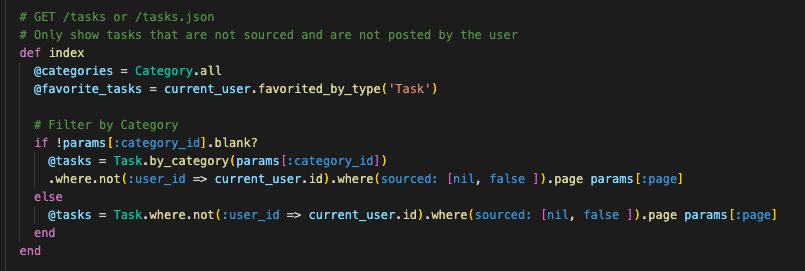 # GET /tasks or /tasks.json
# Only show tasks that are not sourced and are not posted by the user
def index
@categories = Category.all
@favorite_tasks = current_user.favorited_by_type('Task')
# Filter by Category
if !params[:category_id].blank?
@tasks = Task.by_category(params[:category_id])
.where.not(:user_id => current_user.id).where(sourced: [nil, false ]).page params[:page]
else
@tasks = Task.where.not(:user_id => current_user.id).where(sourced: [nil, false ]).page params[:page]
end
end